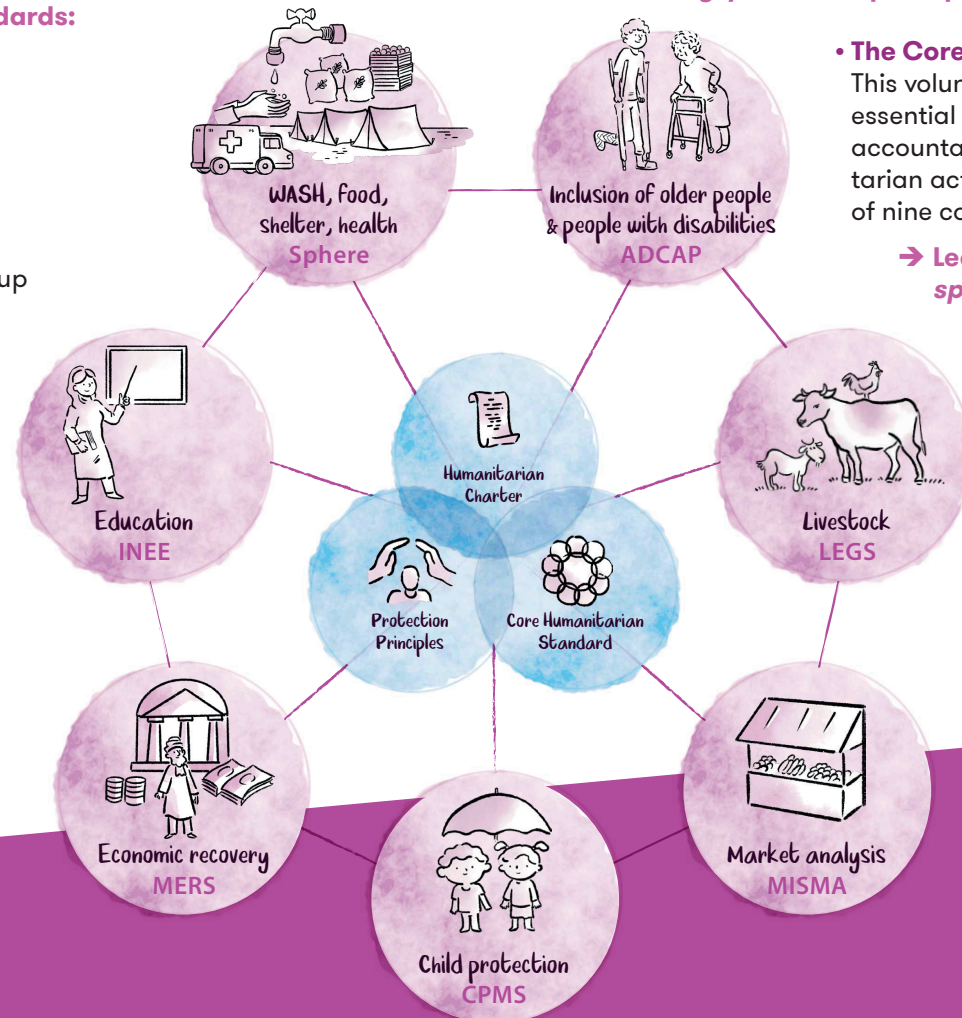 dards:
• The Core
This volun
essential
accounta
tarian act
of nine co
→ Lea
sp
up
WASH, food,
shelter, health
Sphere
Inclusion of older people
& people with disabilities
ADCAP
Education
INEE
Humanitarian
Charter
Livestock
LEGS
Protection
Principles
Core Humanitarian
Standard
Economic recovery
MERS
Market analysis
MISMA
Child protection
CPMS